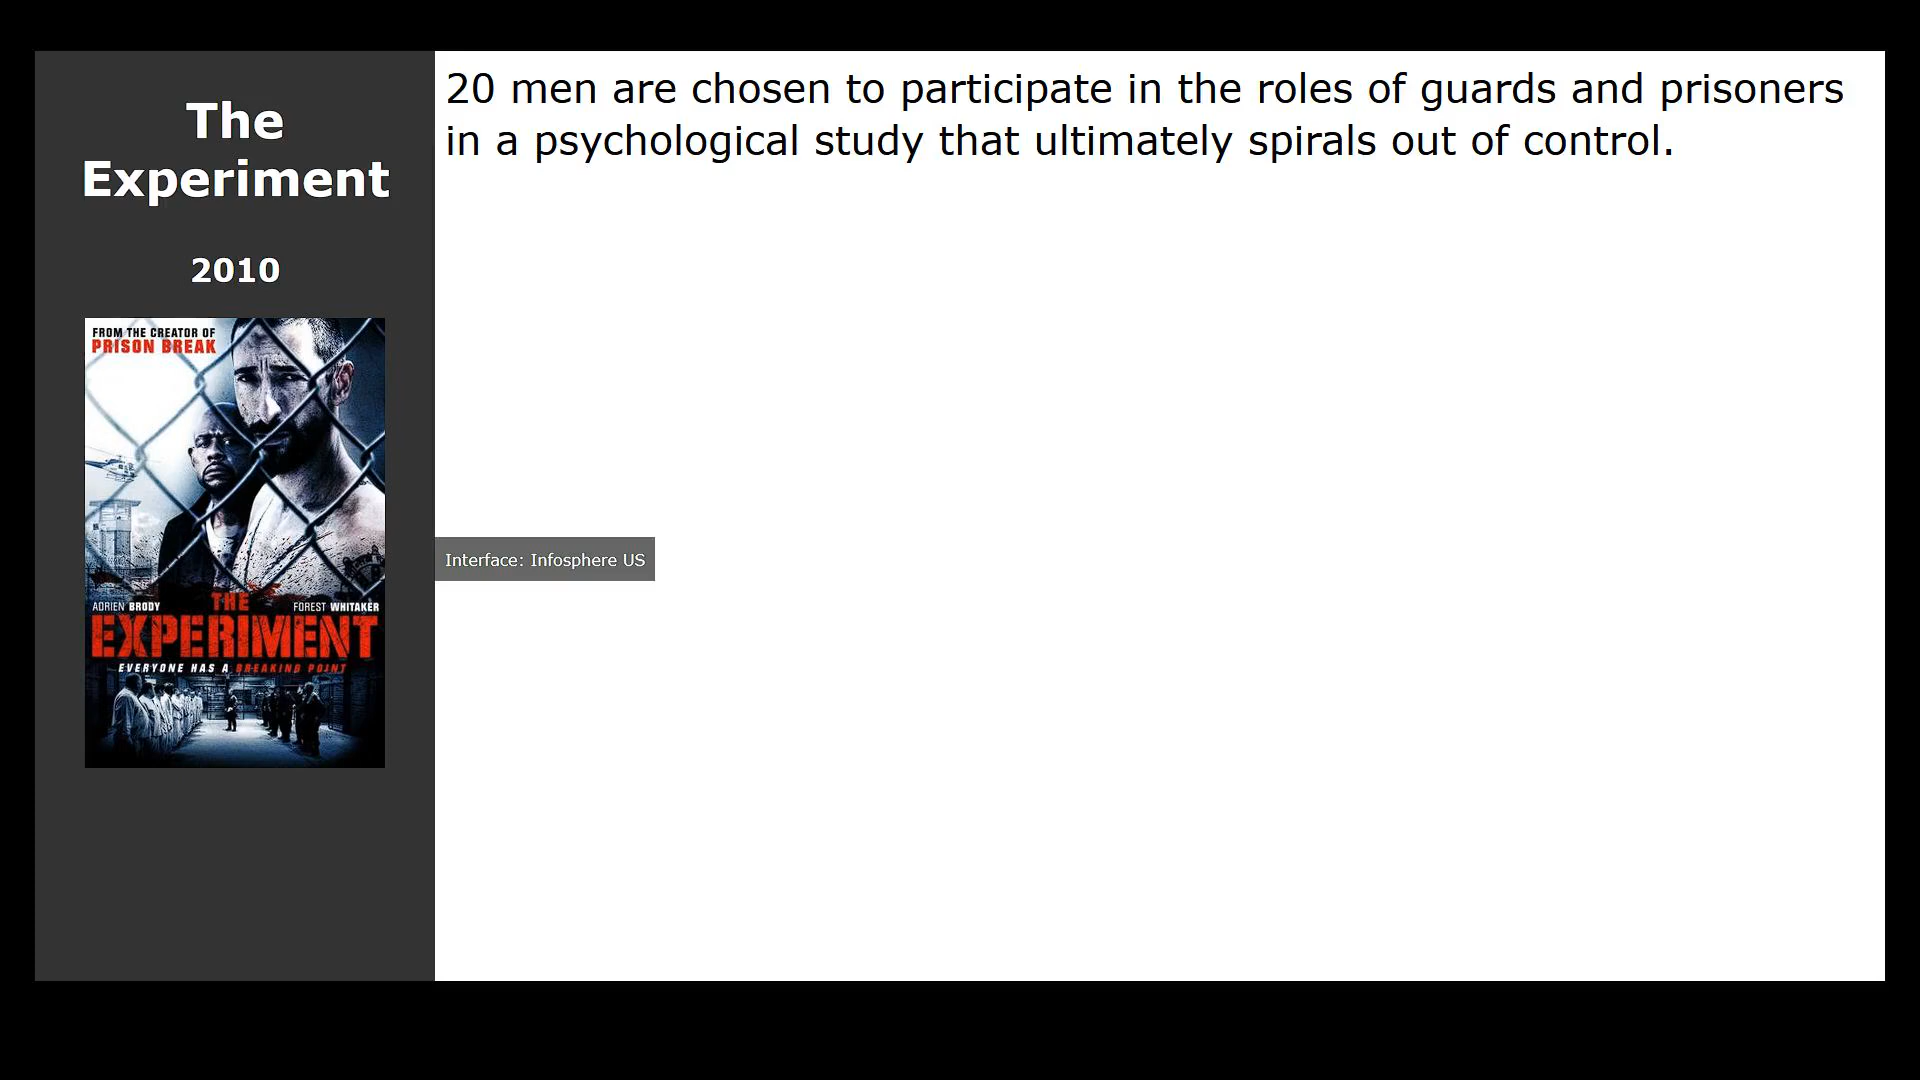 The
Experiment
2010
FROM THE CREATOR OF
PRISON BREAK
ADRIEN BRODY
FOREST WHITAKER
THE
EXPERIMENT
EVERYONE HAS A BREAKING POINT
20 men are chosen to participate in the roles of guards and prisoners
in a psychological study that ultimately spirals out of control.
Interface: Infosphere US